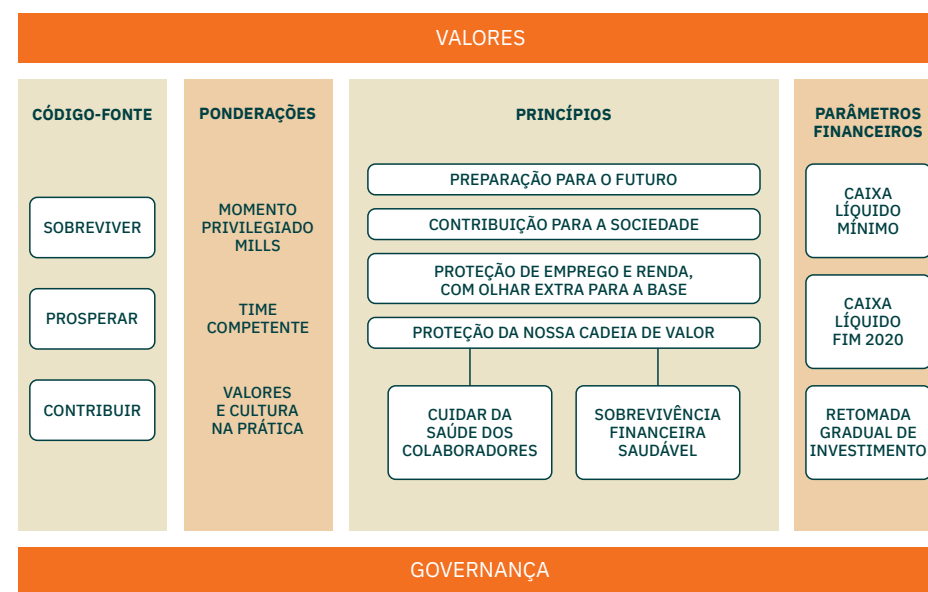 VALORES
CÓDIGO-FONTE
SOBREVIVER
PROSPERAR
CONTRIBUIR
PONDERAÇÕES
MOMENTO
PRIVILEGIADO
MILLS
TIME
COMPETENTE
VALORES
E CULTURA
NA PRÁTICA
PRINCÍPIOS
PREPARAÇÃO PARA O FUTURO
CONTRIBUIÇÃO PARA A SOCIEDADE
PROTEÇÃO DE EMPREGO E RENDA,
COM OLHAR EXTRA PARA A BASE
PROTEÇÃO DA NOSSA CADEIA DE VALOR
CUIDAR DA
SAÚDE DOS
COLABORADORES
SOBREVIVÊNCIA
FINANCEIRA
SAUDÁVEL
PARÂMETROS
FINANCEIROS
CAIXA
LÍQUIDO
MÍNIMO
CAIXA
LÍQUIDO
FIM 2020
RETOMADA
GRADUAL DE
INVESTIMENTO
GOVERNANÇA